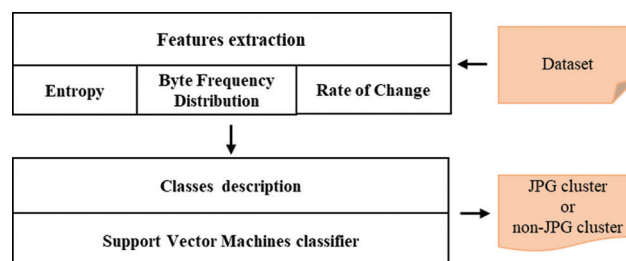 Features extraction
Dataset
Entropy
Byte Frequency
Distribution
Rate of Change
Classes description
Support Vector Machines classifier
JPG cluster
or
non-JPG cluster